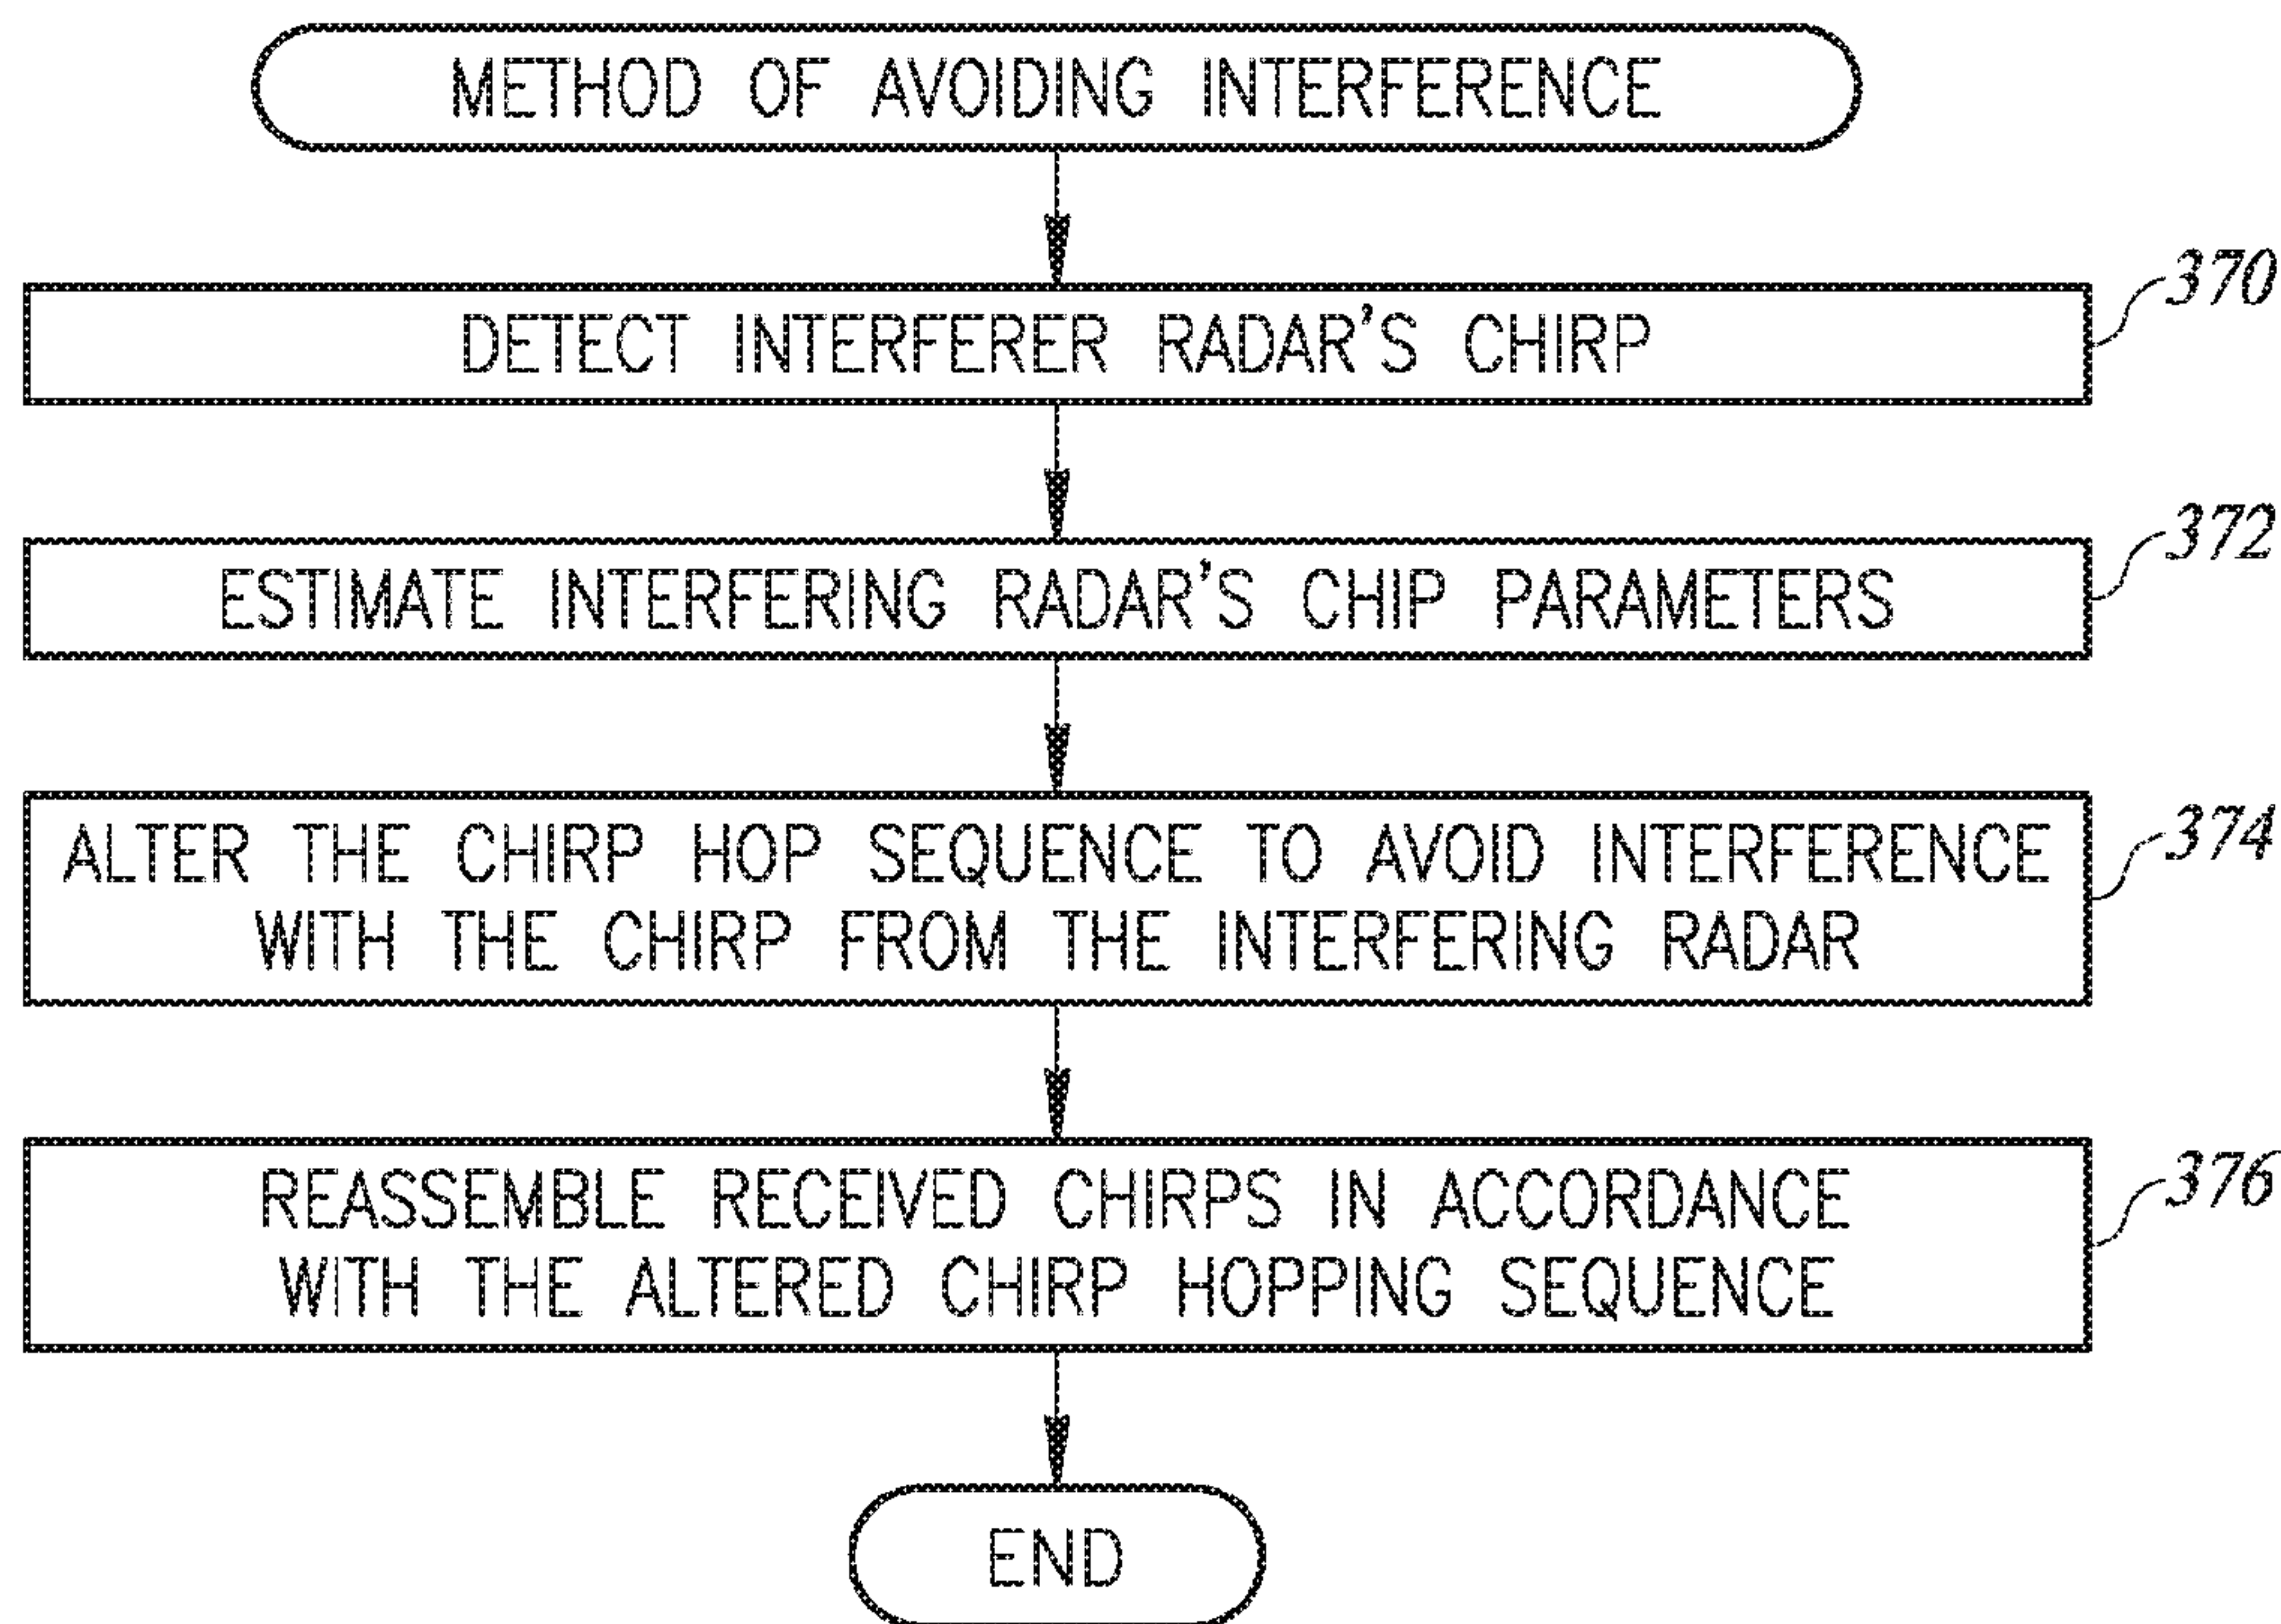 METHOD OF AVOIDING INTERFERENCE
370
DETECT INTERFERER RADAR'S CHIRP
372
ESTIMATE INTERFERING RADAR'S CHIP PARAMETERS
374
ALTER THE CHIRP HOP SEQUENCE TO AVOID INTERFERENCE
WITH THE CHIRP FROM THE INTERFERING RADAR
376
REASSEMBLE RECEIVED CHIRPS IN ACCORDANCE
WITH THE ALTERED CHIRP HOPPING SEQUENCE
END